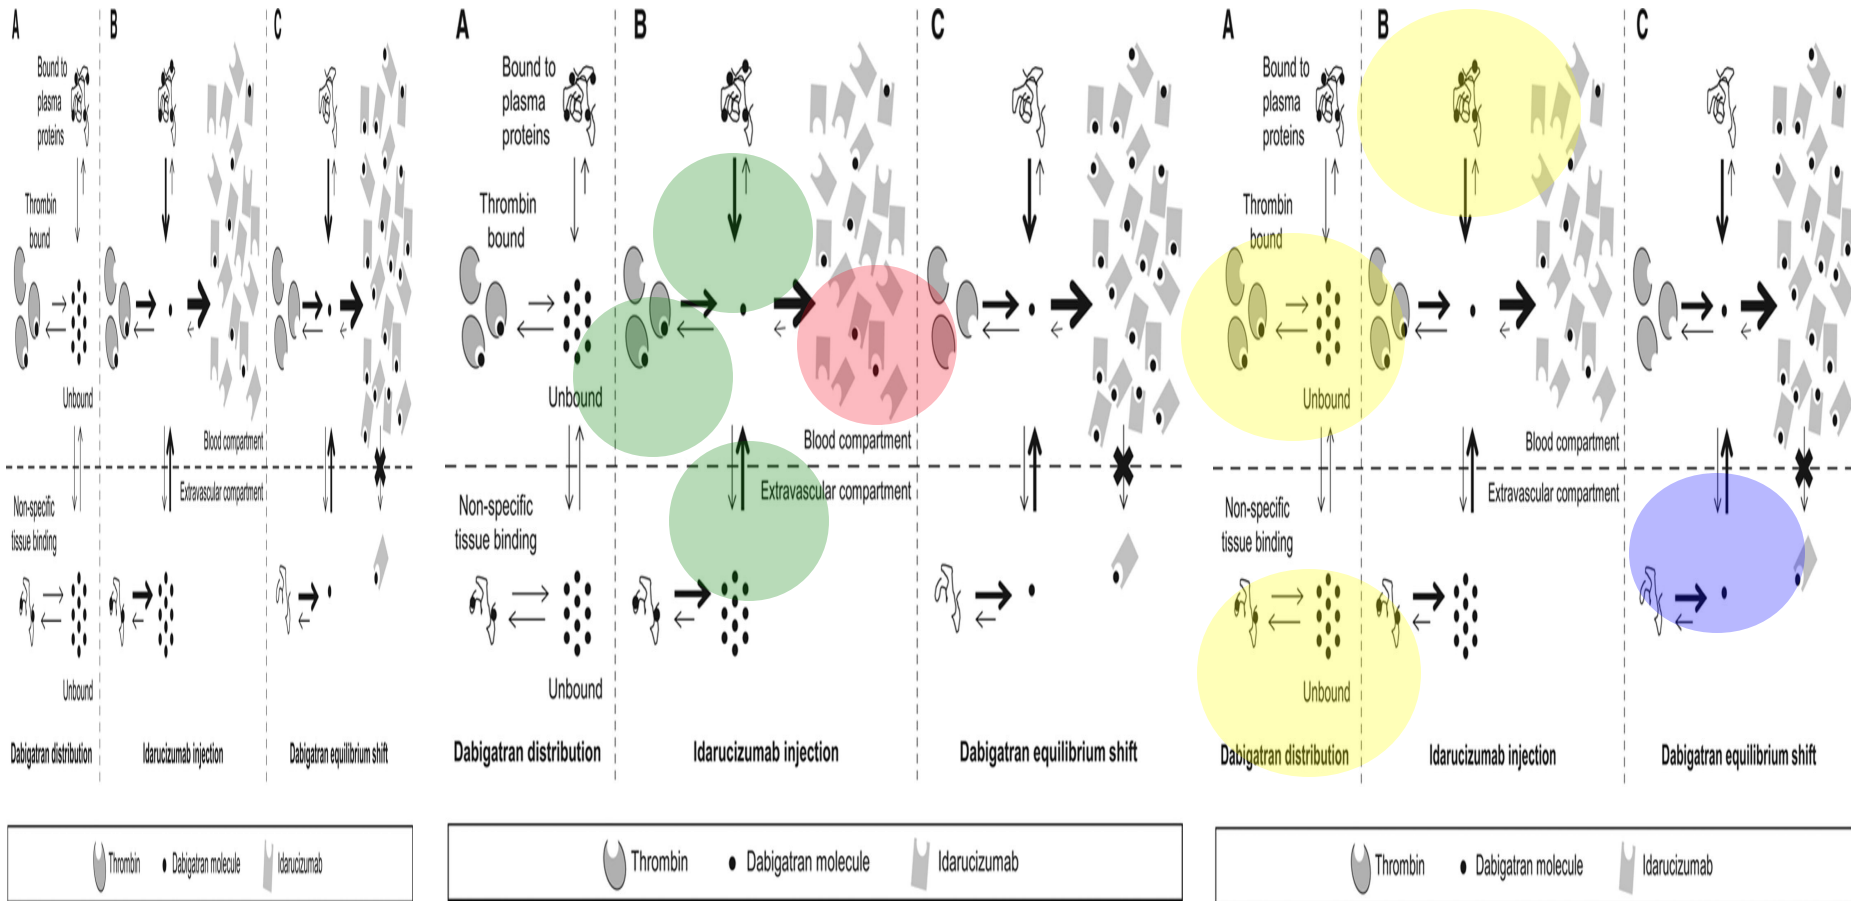 A
B
C
Bound to
plasma
proteins
Thrombin
bound
Unbound
Blood compartment
Extravascular compartment
Non-specific
tissue binding
Unbound
Dabigatran distribution
Idarucizumab injection
Dabigatran equilibrium shift
Thrombin
Dabigatran molecule
Idarucizumab
A
B
C
Bound to
plasma
proteins
Thrombin
bound
Unbound
Blood compartment
Extravascular compartment
Non-specific
tissue binding
Unbound
Dabigatran distribution
Idarucizumab injection
Dabigatran equilibrium shift
Thrombin
Dabigatran molecule
Idarucizumab
A
B
C
Bound to
plasma
proteins
Thrombin
bound
Unbound
Blood compartment
Extravascular compartment
Non-specific
tissue binding
Unbound
Dabigatran distribution
Idarucizumab injection
Dabigatran equilibrium shift
Thrombin
Dabigatran molecule
Idarucizumab